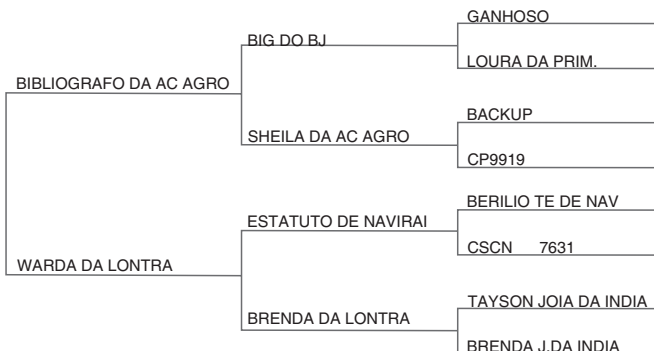 GANHOSO
BIG DO BJ
LOURA DA PRIM.
BIBLIOGRAFO DA AC AGRO
BACKUP
SHEILA DA AC AGRO
CP9919
BERILIO TE DE NAV
ESTATUTO DE NAVIRAI
CSCN 7631
WARDA DA LONTRA
TAYSON JOIA DA INDIA
BRENDA DA LONTRA
BRENDA J.DA INDIA